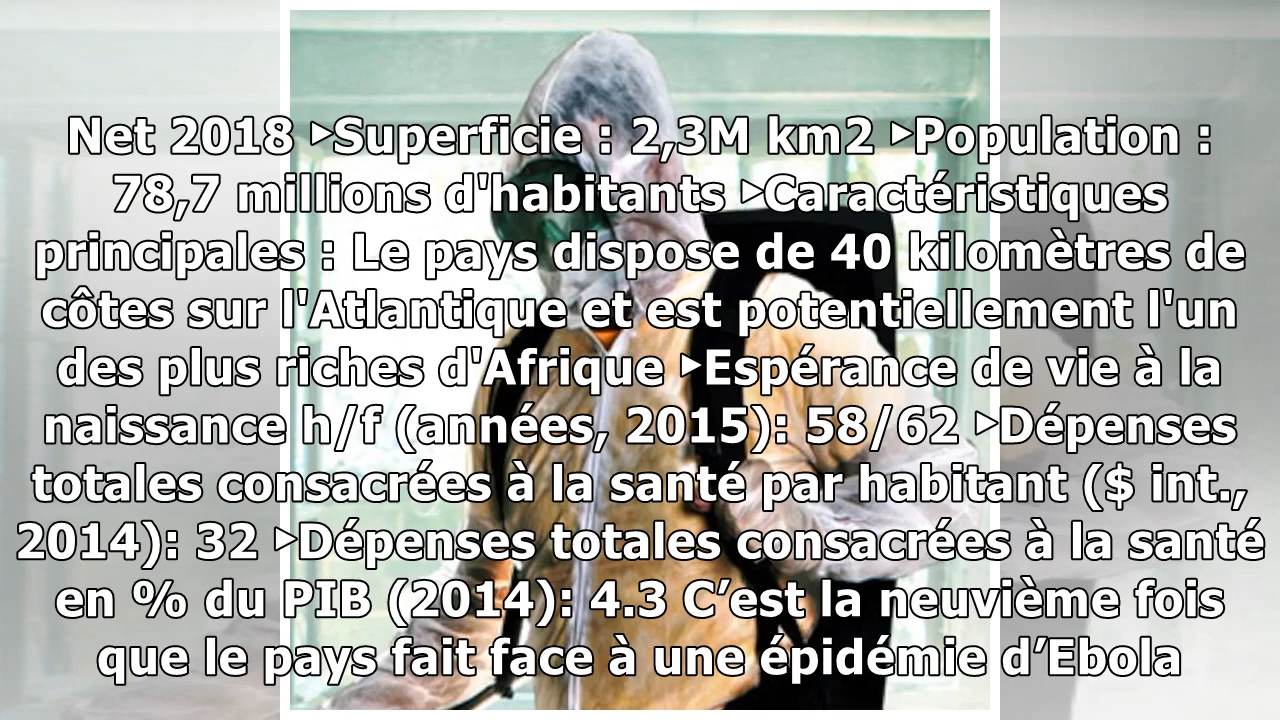 Net 2018 ▸Superficie : 2,3M km2 ▸Population :
78,7 millions d'habitants ▸Caractéristiques
principales : Le pays dispose de 40 kilomètres de
côtes sur l'Atlantique et est potentiellement l'un
des plus riches d'Afrique ▸Espérance de vie à la
naissance h/f (années, 2015): 58/62 ▸Dépenses
totales consacrées à la santé par habitant ($ int.,
2014): 32 ▸Dépenses totales consacrées à la santé
en % du PIB (2014): 4.3 C’est la neuvième fois
que le pays fait face à une épidémie d’Ebola